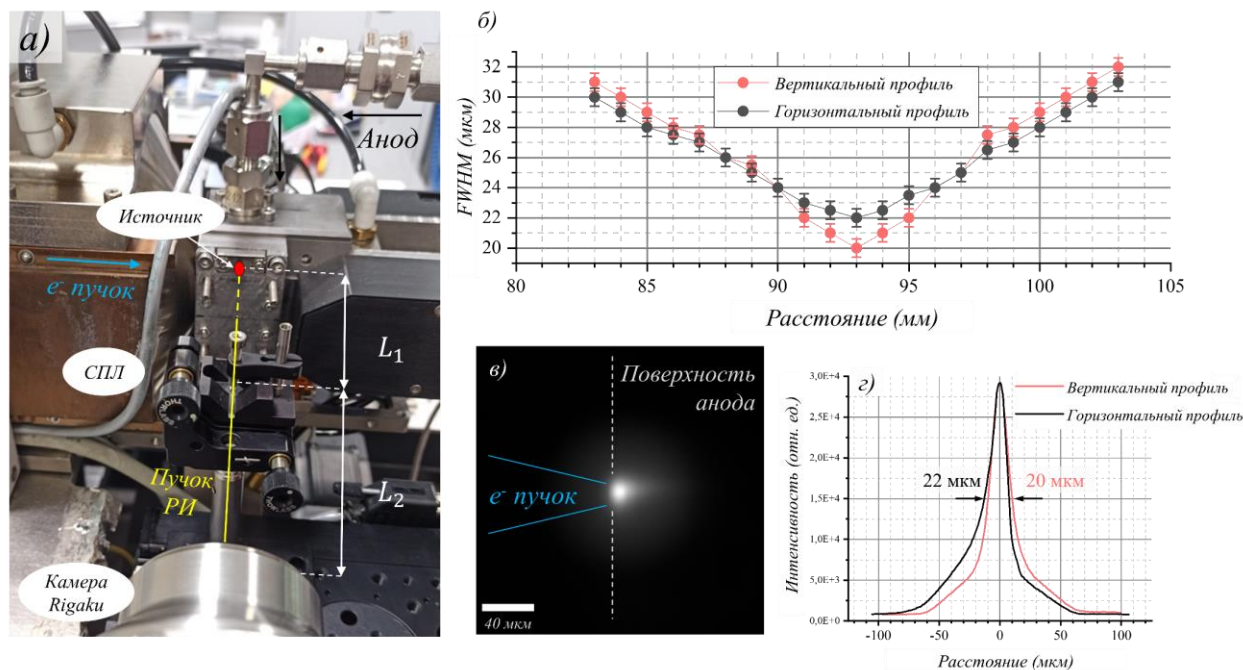 а)
Анод
Источник
e⁻ пучок
СПЛ
L₁
L₂
Пучок
РИ
Камера
Rigaku
б)
FWHM (мкм)
32
30
28
26
24
22
20
Вертикальный профиль
Горизонтальный профиль
80
85
90
95
100
105
Расстояние (мм)
в)
Поверхность
анода
e⁻ пучок
40 мкм
г)
Интенсивность (отн. ед.)
3,0E+4
2,5E+4
2,0E+4
1,5E+4
1,0E+4
5,0E+3
0,0E+0
Вертикальный профиль
Горизонтальный профиль
22 мкм
20 мкм
-100
-50
0
50
100
Расстояние (мкм)